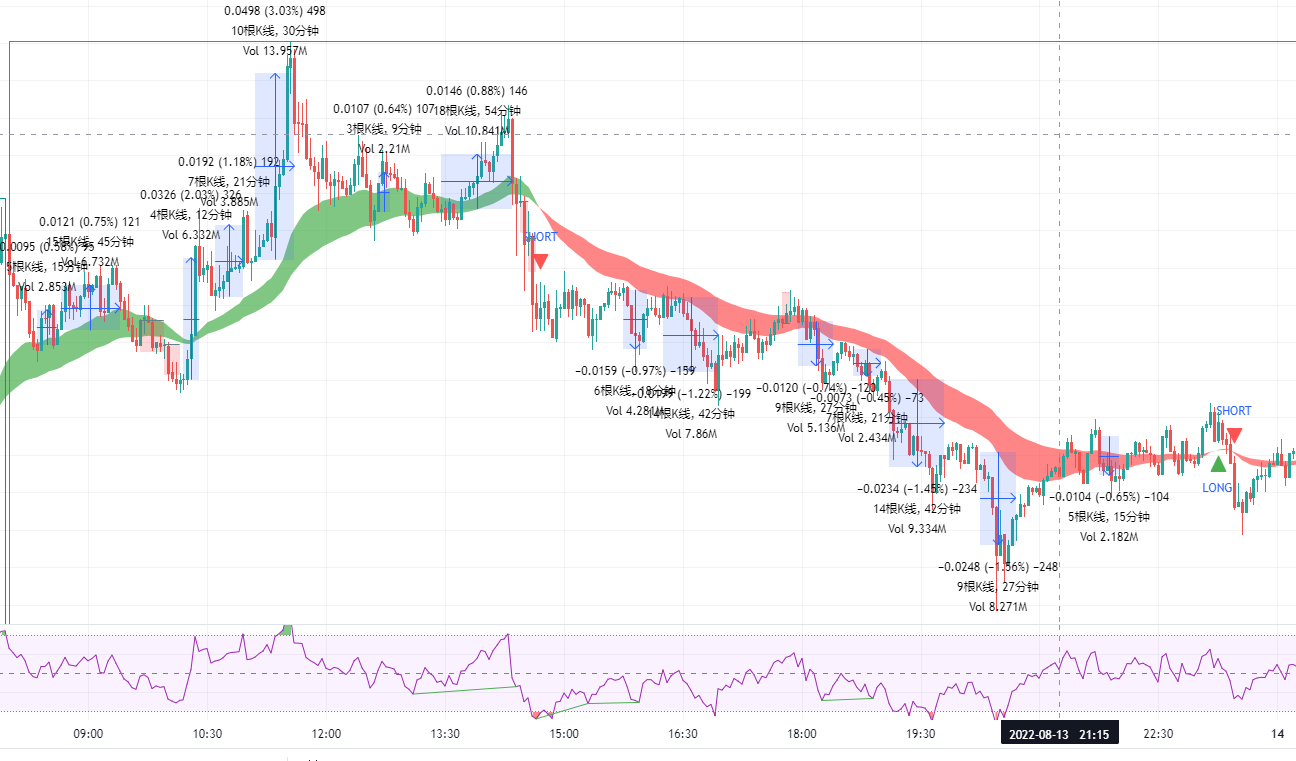 0.0498 (3.03%) 498
10根K线, 30分钟
Vol 13.957M
0.0146 (0.88%) 146
18根K线, 54分钟
Vol 10.841M
0.0107 (0.64%) 107
3根K线, 9分钟
Vol 2.21M
0.0192 (1.18%) 192
7根K线, 21分钟
Vol 3.885M
0.0326 (2.03%) 326
4根K线, 12分钟
Vol 6.332M
0.0121 (0.75%) 121
15根K线, 45分钟
Vol 6.732M
0.0095 (0.58%) 95
5根K线, 15分钟
Vol 2.853M
SHORT
−0.0159 (−0.97%) −159
6根K线, 18分钟
Vol 4.281M
(−1.22%) −199
14根K线, 42分钟
Vol 7.86M
−0.0120 (−0.74%) −120
9根K线, 27分钟
Vol 5.136M
−0.0073 (−0.45%) −73
7根K线, 21分钟
Vol 2.434M
−0.0234 (−1.45%) −234
14根K线, 42分钟
Vol 9.334M
−0.0248 (−1.56%) −248
9根K线, 27分钟
Vol 8.271M
−0.0104 (−0.65%) −104
5根K线, 15分钟
Vol 2.182M
SHORT
LONG
09:00 10:30 12:00 13:30 15:00 16:30 18:00 19:30 2022-08-13 21:15 22:30 14